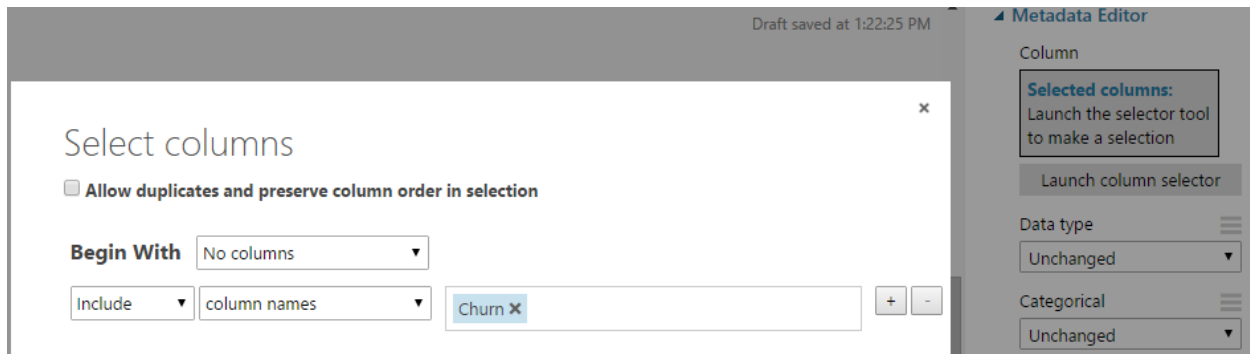 Draft saved at 1:22:25 PM
Select columns
Allow duplicates and preserve column order in selection
Begin With No columns
Include column names Churn
+ -
Metadata Editor
Column
Selected columns:
Launch the selector tool
to make a selection
Launch column selector
Data type
Unchanged
Categorical
Unchanged